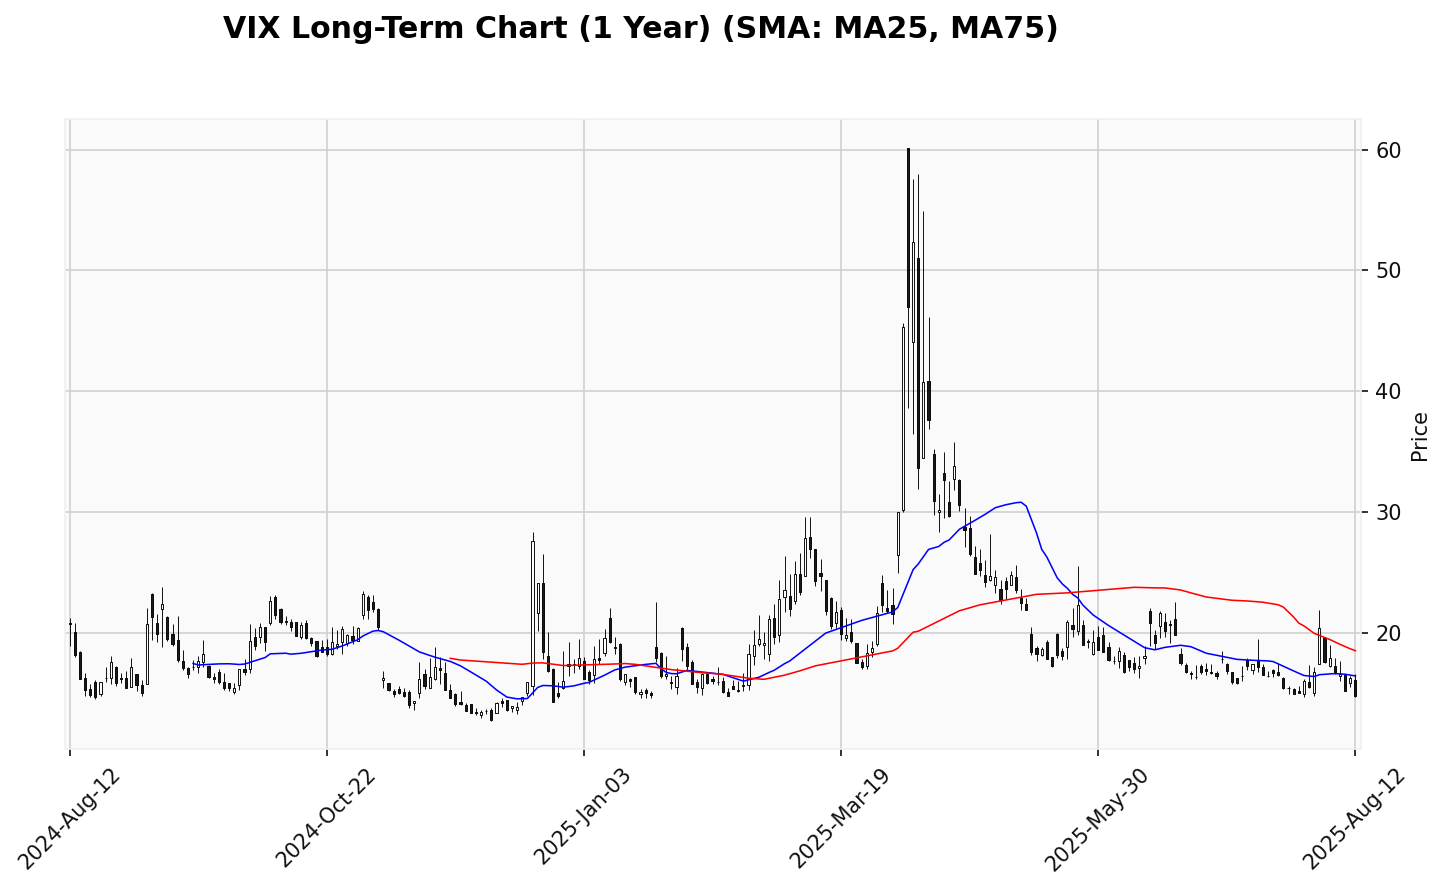 VIX Long-Term Chart (1 Year) (SMA: MA25, MA75)
60
50
40
30
20
Price
2024-Aug-12
2024-Oct-22
2025-Jan-03
2025-Mar-19
2025-May-30
2025-Aug-12